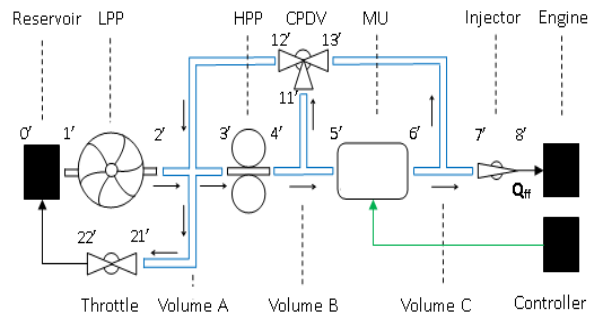 Reservoir LPP HPP CPDV MU Injector Engine
12' 13'
11'
0' 1' 2' 3' 4' 5' 6' 7' 8'
Qff
22' 21'
Throttle Volume A Volume B Volume C Controller